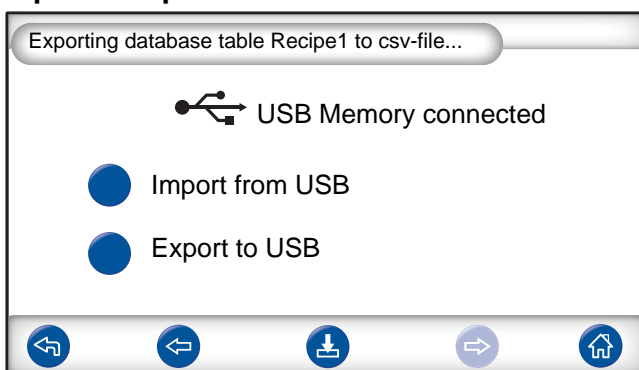 Exporting database table Recipe1 to csv-file...
USB Memory connected
Import from USB
Export to USB